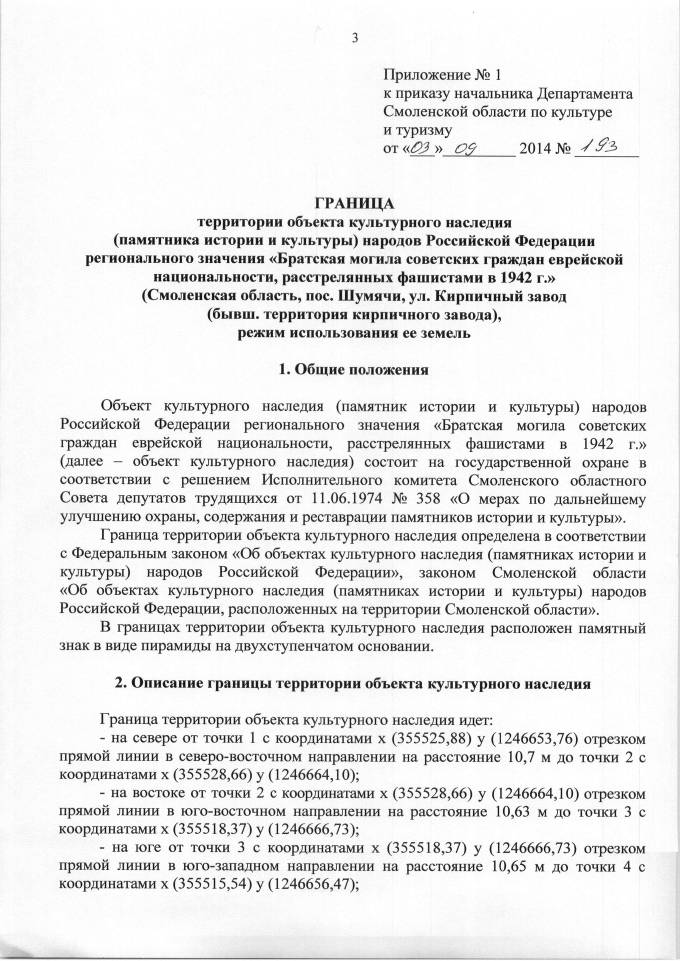 3
Приложение № 1
к приказу начальника Департамента
Смоленской области по культуре
и туризму
от «03» 09 2014 № 193
ГРАНИЦА
территории объекта культурного наследия
(памятника истории и культуры) народов Российской Федерации
регионального значения «Братская могила советских граждан еврейской
национальности, расстрелянных фашистами в 1942 г.»
(Смоленская область, пос. Шумячи, ул. Кирпичный завод
(бывш. территория кирпичного завода),
режим использования ее земель
1. Общие положения
Объект культурного наследия (памятник истории и культуры) народов
Российской Федерации регионального значения «Братская могила советских
граждан еврейской национальности, расстрелянных фашистами в 1942 г.»
(далее – объект культурного наследия) состоит на государственной охране в
соответствии с решением Исполнительного комитета Смоленского областного
Совета депутатов трудящихся от 11.06.1974 № 358 «О мерах по дальнейшему
улучшению охраны, содержания и реставрации памятников истории и культуры».
Граница территории объекта культурного наследия определена в соответствии
с Федеральным законом «Об объектах культурного наследия (памятниках истории и
культуры) народов Российской Федерации», законом Смоленской области
«Об объектах культурного наследия (памятниках истории и культуры) народов
Российской Федерации, расположенных на территории Смоленской области».
В границах территории объекта культурного наследия расположен памятный
знак в виде пирамиды на двухступенчатом основании.
2. Описание границы территории объекта культурного наследия
Граница территории объекта культурного наследия идет:
- на севере от точки 1 с координатами x (355525,88) y (1246653,76) отрезком
прямой линии в северо-восточном направлении на расстояние 10,7 м до точки 2 с
координатами x (355528,66) y (1246664,10);
- на востоке от точки 2 с координатами x (355528,66) y (1246664,10) отрезком
прямой линии в юго-восточном направлении на расстояние 10,63 м до точки 3 с
координатами x (355518,37) y (1246666,73);
- на юге от точки 3 с координатами x (355518,37) y (1246666,73) отрезком
прямой линии в юго-западном направлении на расстояние 10,65 м до точки 4 с
координатами x (355515,54) y (1246656,47);